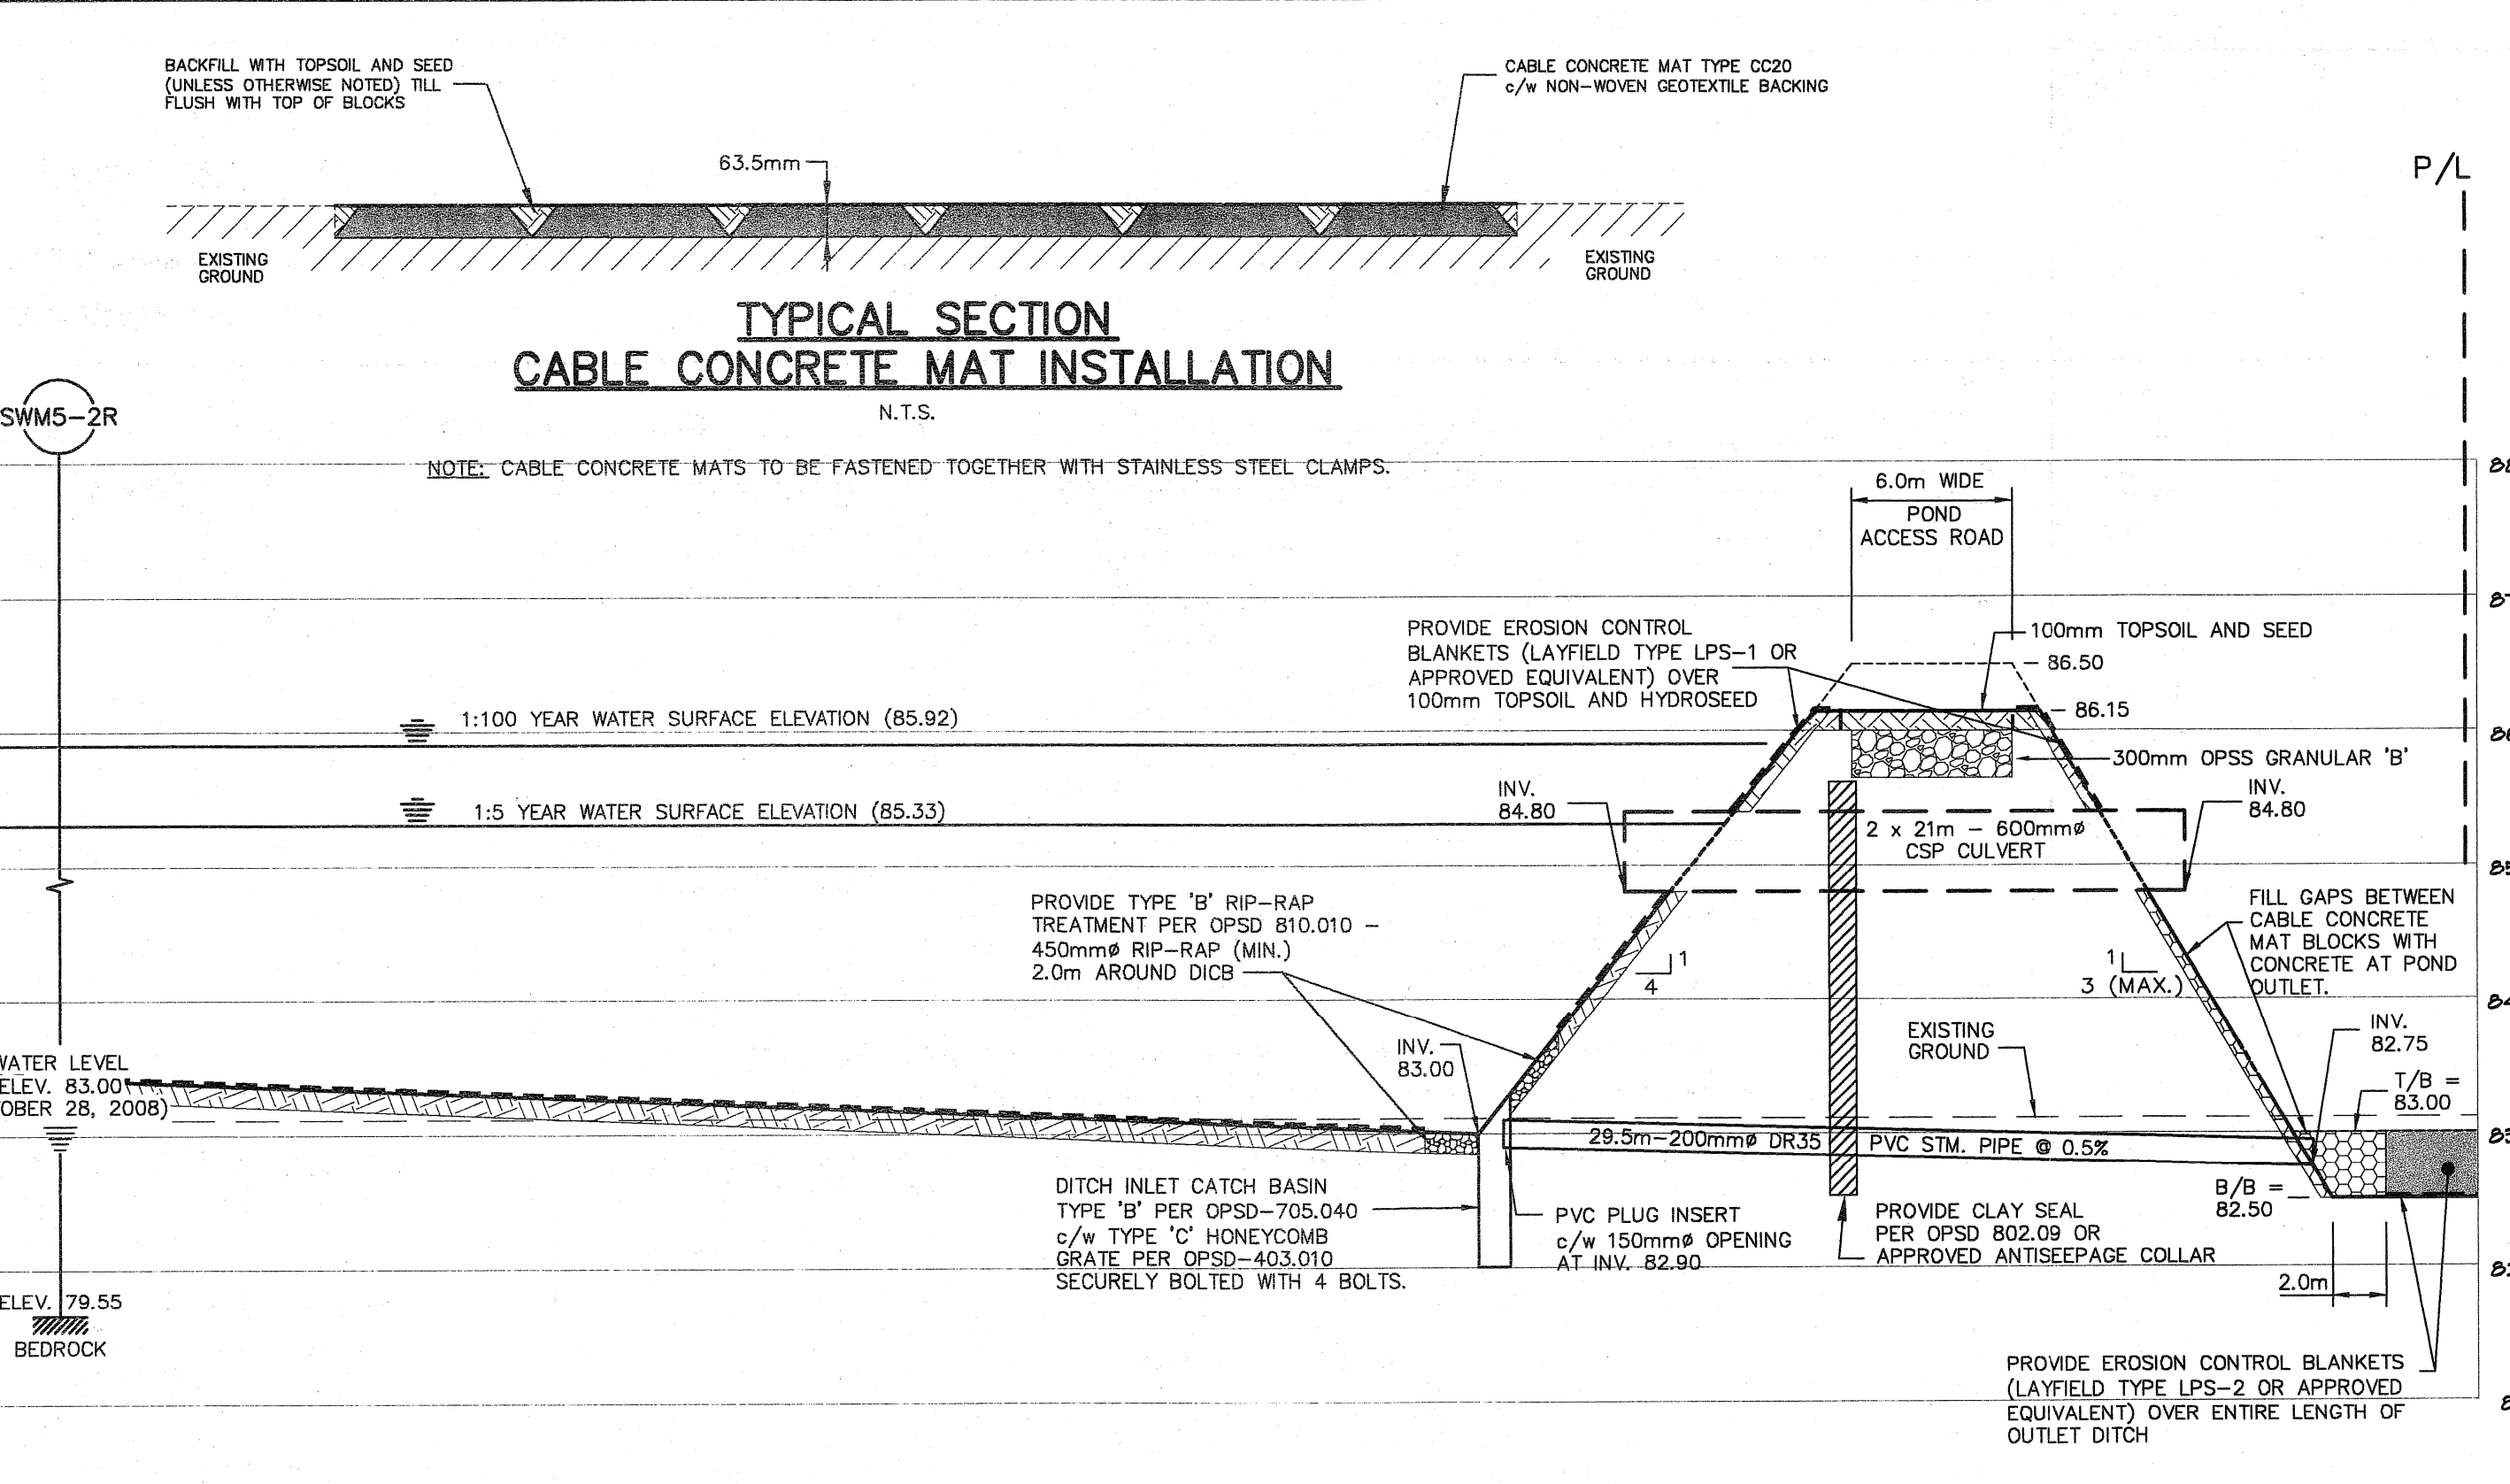 BACKFILL WITH TOPSOIL AND SEED
(UNLESS OTHERWISE NOTED) TILL
FLUSH WITH TOP OF BLOCKS
CABLE CONCRETE MAT TYPE CC20
c/w NON-WOVEN GEOTEXTILE BACKING
63.5mm
P/L
EXISTING
GROUND
EXISTING
GROUND
TYPICAL SECTION
CABLE CONCRETE MAT INSTALLATION
N.T.S.
SWM5-2R
NOTE: CABLE CONCRETE MATS TO BE FASTENED TOGETHER WITH STAINLESS STEEL CLAMPS.
6.0m WIDE
POND
ACCESS ROAD
PROVIDE EROSION CONTROL
BLANKETS (LAYFIELD TYPE LPS-1 OR
APPROVED EQUIVALENT) OVER
100mm TOPSOIL AND HYDROSEED
100mm TOPSOIL AND SEED
86.50
86.15
1:100 YEAR WATER SURFACE ELEVATION (85.92)
300mm OPSS GRANULAR 'B'
1:5 YEAR WATER SURFACE ELEVATION (85.33)
INV.
84.80
INV.
84.80
2 x 21m - 600mmø
CSP CULVERT
PROVIDE TYPE 'B' RIP-RAP
TREATMENT PER OPSD 810.010 -
450mmø RIP-RAP (MIN.)
2.0m AROUND DICB
FILL GAPS BETWEEN
CABLE CONCRETE
MAT BLOCKS WITH
CONCRETE AT POND
OUTLET.
1
4
1
3 (MAX.)
EXISTING
GROUND
INV.
83.00
INV.
82.75
T/B =
83.00
WATER LEVEL
ELEV. 83.00
OBER 28, 2008)
29.5m-200mmø DR35 PVC STM. PIPE @ 0.5%
DITCH INLET CATCH BASIN
TYPE 'B' PER OPSD-705.040
c/w TYPE 'C' HONEYCOMB
GRATE PER OPSD-403.010
SECURELY BOLTED WITH 4 BOLTS.
PVC PLUG INSERT
c/w 150mmø OPENING
AT INV. 82.90
PROVIDE CLAY SEAL
PER OPSD 802.09 OR
APPROVED ANTISEEPAGE COLLAR
B/B =
82.50
2.0m
ELEV. 79.55
BEDROCK
PROVIDE EROSION CONTROL BLANKETS
(LAYFIELD TYPE LPS-2 OR APPROVED
EQUIVALENT) OVER ENTIRE LENGTH OF
OUTLET DITCH